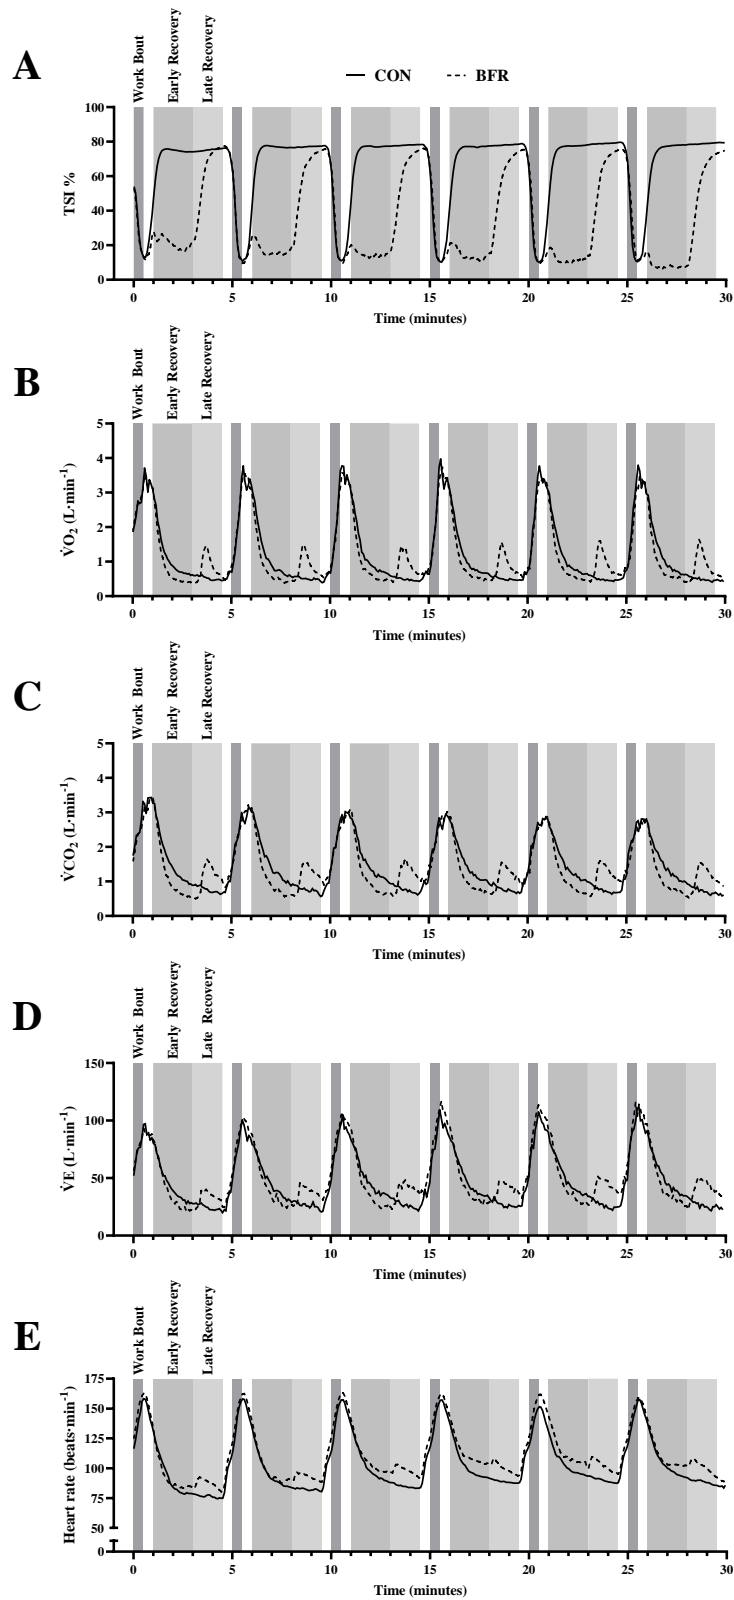 A
Work Bout
Early Recovery
Late Recovery
CON
BFR
TSI %
100
80
60
40
20
0
0 5 10 15 20 25 30
Time (minutes)
B
Work Bout
Early Recovery
Late Recovery
V̇O₂ (L·min⁻¹)
5
4
3
2
1
0
0 5 10 15 20 25 30
Time (minutes)
C
Work Bout
Early Recovery
Late Recovery
V̇CO₂ (L·min⁻¹)
5
4
3
2
1
0
0 5 10 15 20 25 30
Time (minutes)
D
Work Bout
Early Recovery
Late Recovery
V̇E (L·min⁻¹)
150
100
50
0
0 5 10 15 20 25 30
Time (minutes)
E
Work Bout
Early Recovery
Late Recovery
Heart rate (beats·min⁻¹)
175
150
125
100
75
50
0
0 5 10 15 20 25 30
Time (minutes)